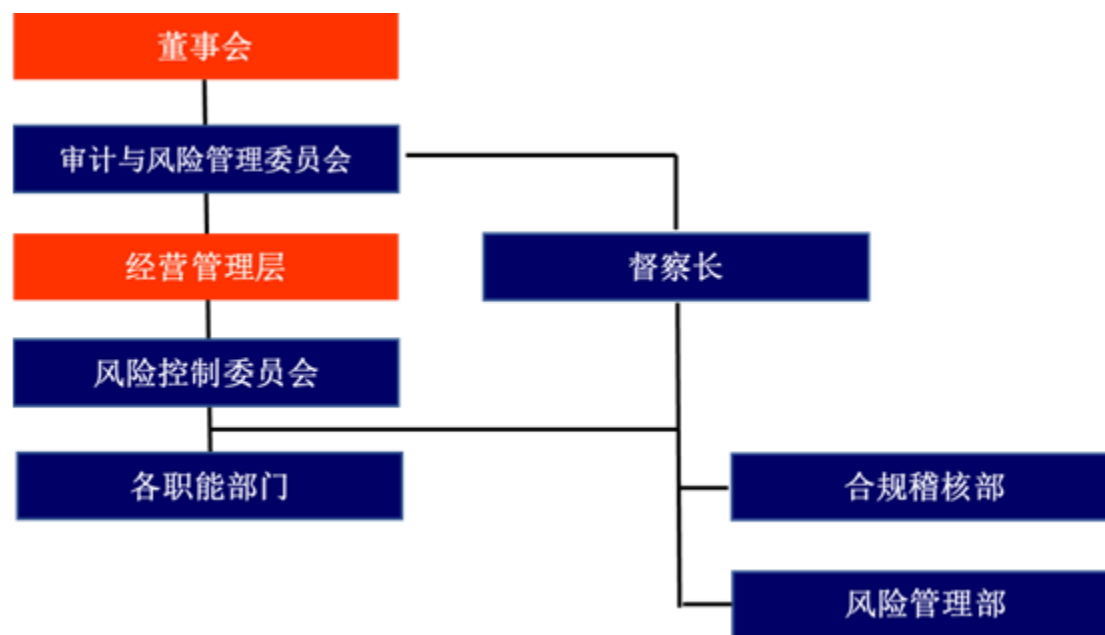 董事会
审计与风险管理委员会
经营管理层
督察长
风险控制委员会
各职能部门
合规稽核部
风险管理部